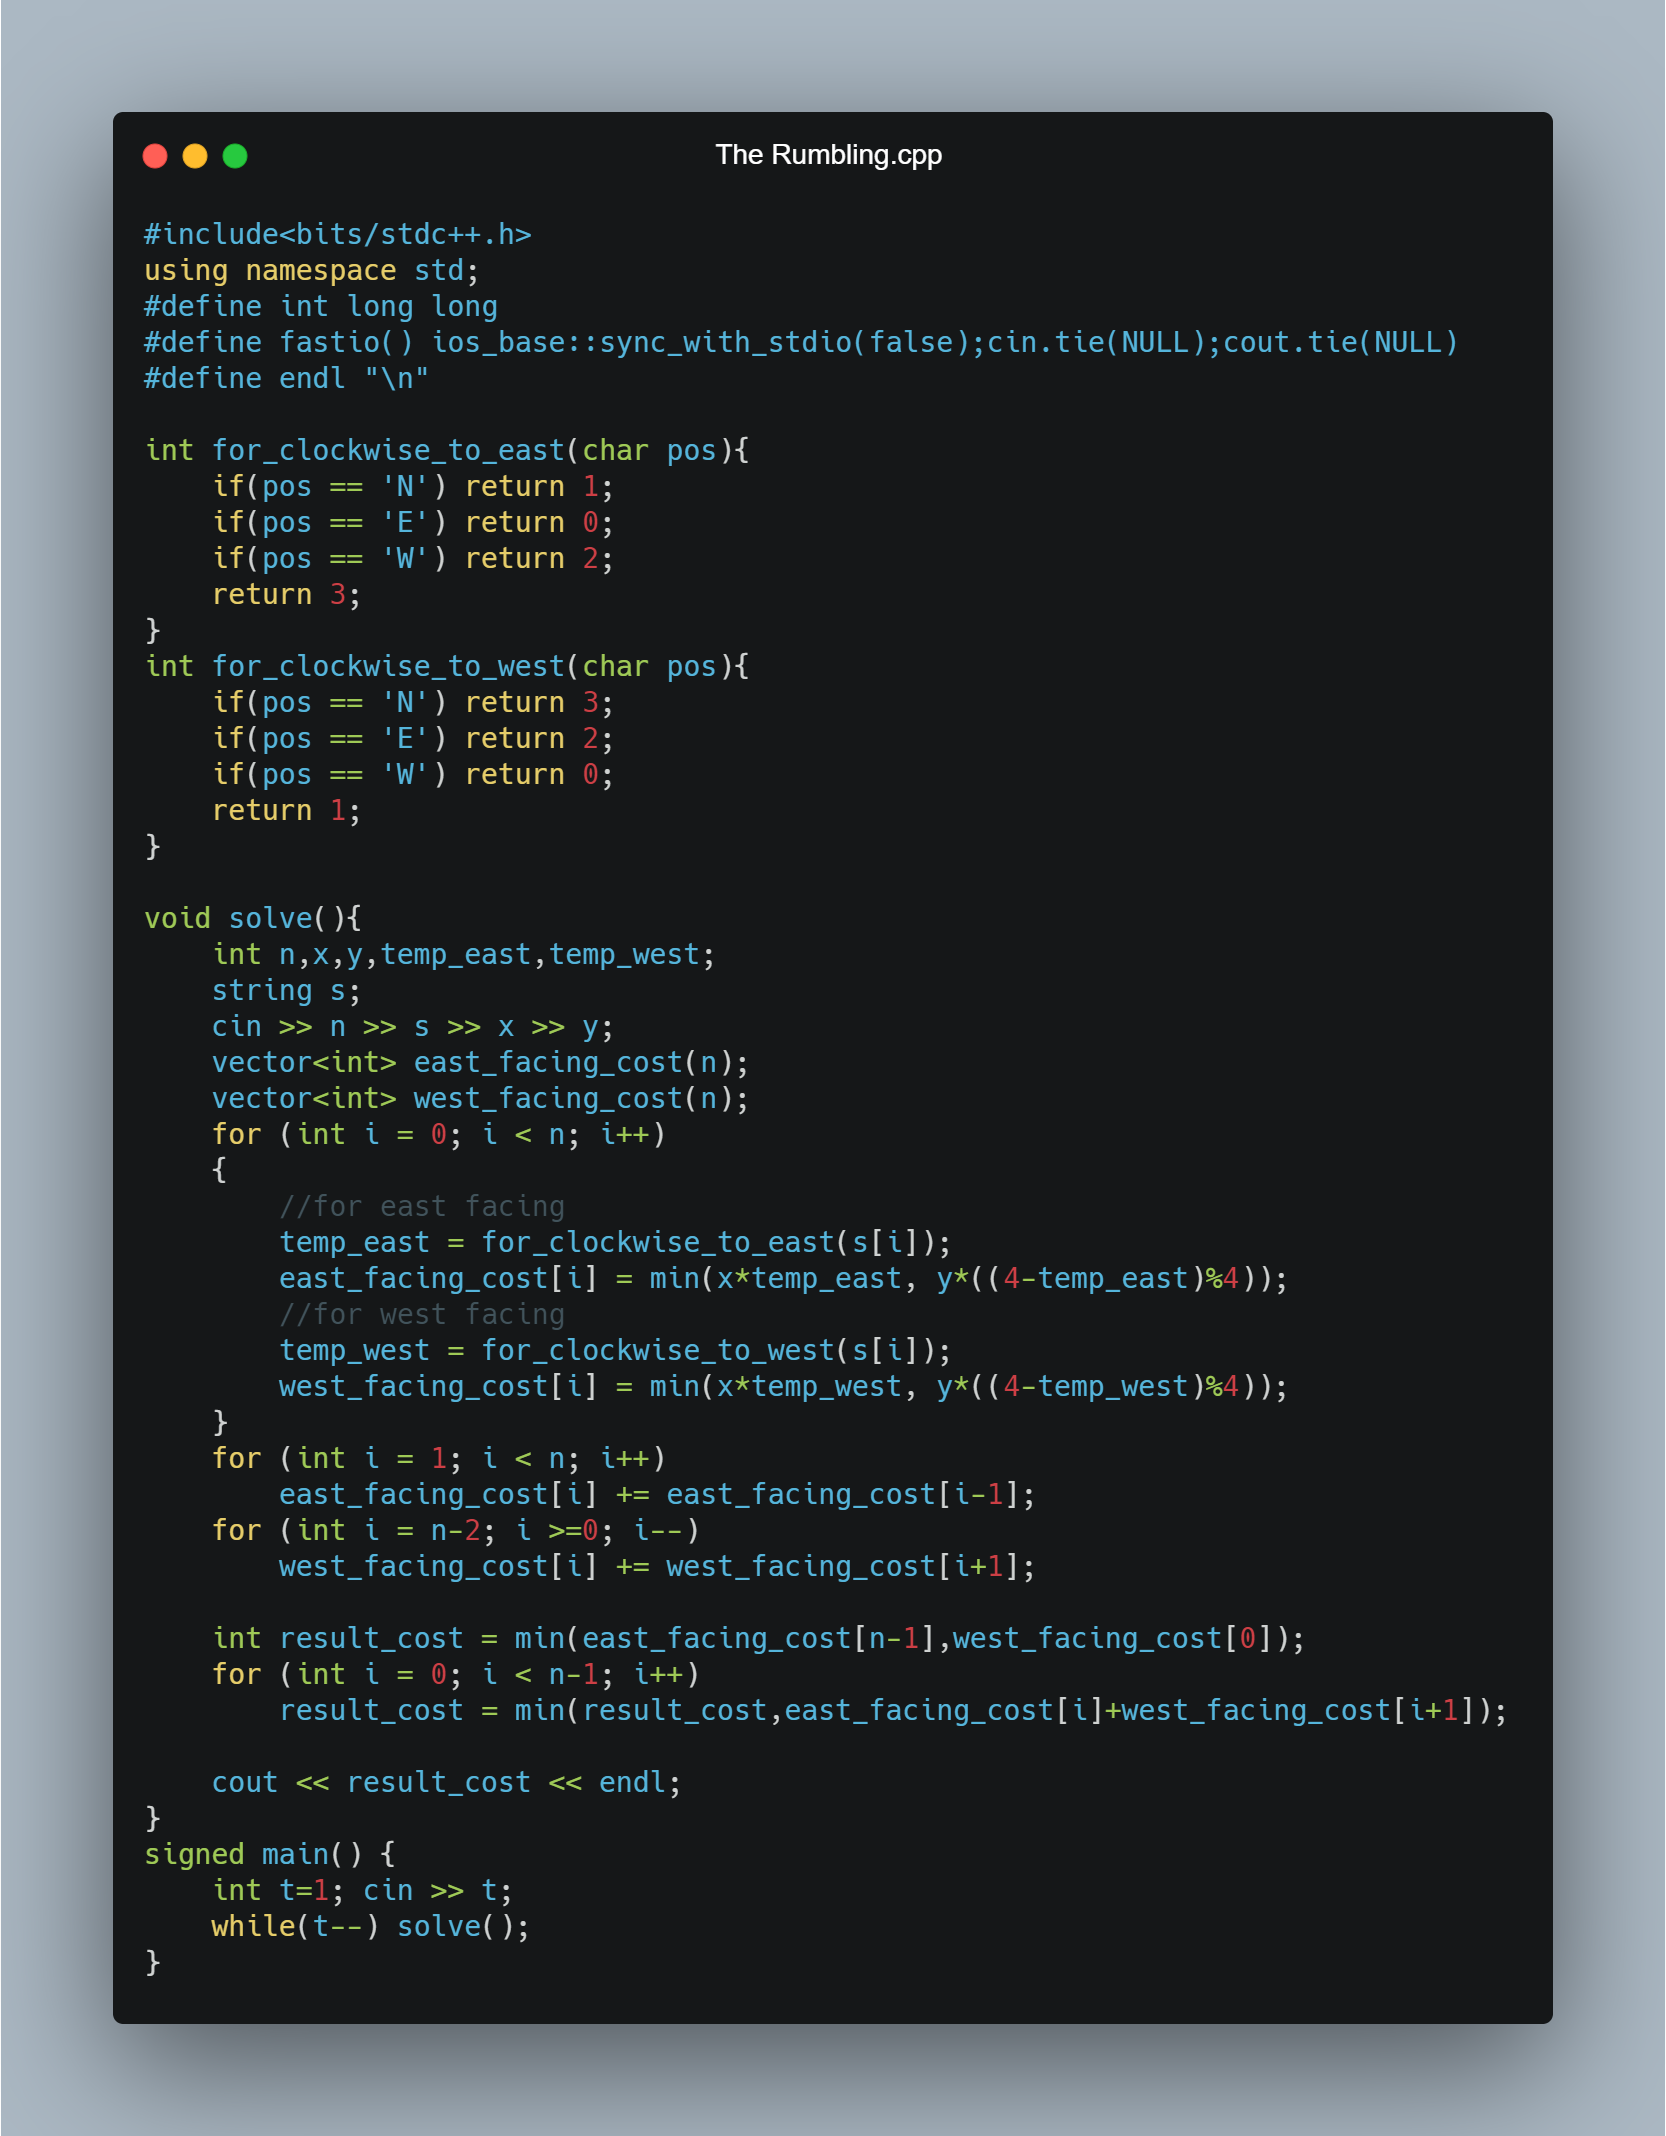 The Rumbling.cpp
#include<bits/stdc++.h>
using namespace std;
#define int long long
#define fastio() ios_base::sync_with_stdio(false);cin.tie(NULL);cout.tie(NULL)
#define endl "\n"

int for_clockwise_to_east(char pos){
    if(pos == 'N') return 1;
    if(pos == 'E') return 0;
    if(pos == 'W') return 2;
    return 3;
}
int for_clockwise_to_west(char pos){
    if(pos == 'N') return 3;
    if(pos == 'E') return 2;
    if(pos == 'W') return 0;
    return 1;
}

void solve(){
    int n,x,y,temp_east,temp_west;
    string s;
    cin >> n >> s >> x >> y;
    vector<int> east_facing_cost(n);
    vector<int> west_facing_cost(n);
    for (int i = 0; i < n; i++)
    {
        //for east facing
        temp_east = for_clockwise_to_east(s[i]);
        east_facing_cost[i] = min(x*temp_east, y*((4-temp_east)%4));
        //for west facing
        temp_west = for_clockwise_to_west(s[i]);
        west_facing_cost[i] = min(x*temp_west, y*((4-temp_west)%4));
    }
    for (int i = 1; i < n; i++)
        east_facing_cost[i] += east_facing_cost[i-1];
    for (int i = n-2; i >=0; i--)
        west_facing_cost[i] += west_facing_cost[i+1];

    int result_cost = min(east_facing_cost[n-1],west_facing_cost[0]);
    for (int i = 0; i < n-1; i++)
        result_cost = min(result_cost,east_facing_cost[i]+west_facing_cost[i+1]);

    cout << result_cost << endl;
}
signed main() {
    int t=1; cin >> t;
    while(t--) solve();
}